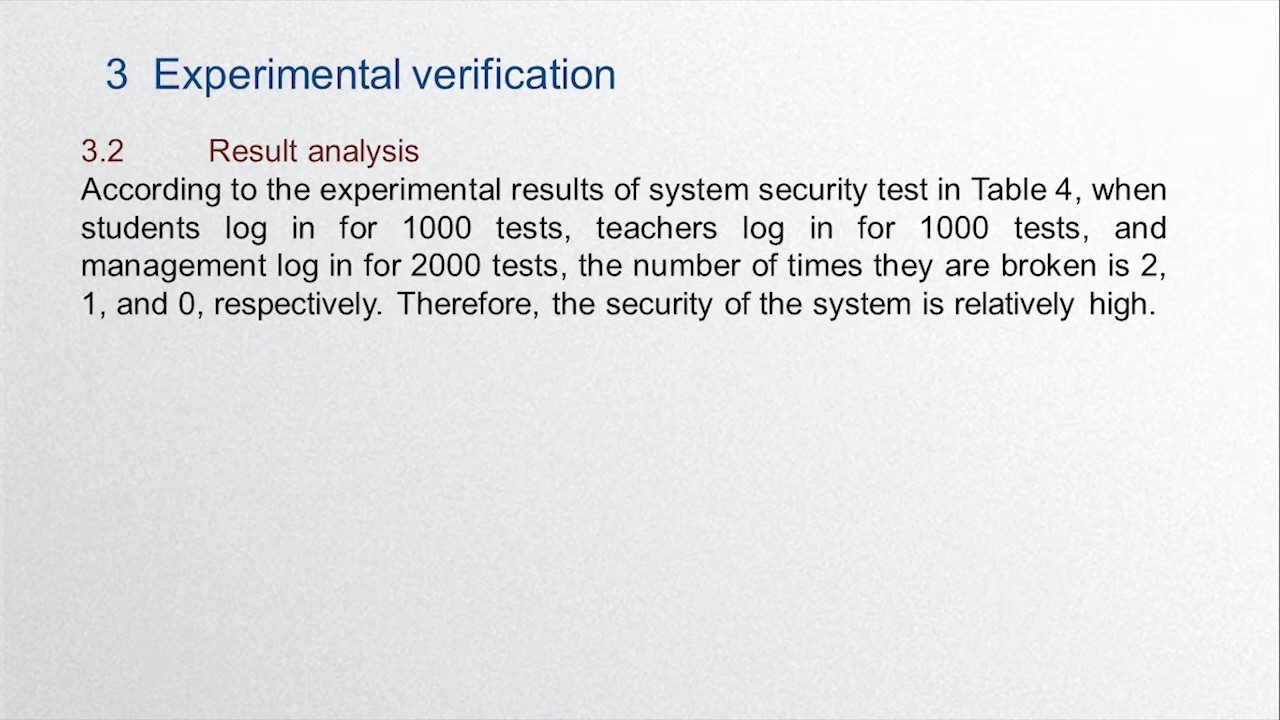 3 Experimental verification
3.2 Result analysis
According to the experimental results of system security test in Table 4, when
students log in for 1000 tests, teachers log in for 1000 tests, and
management log in for 2000 tests, the number of times they are broken is 2,
1, and 0, respectively. Therefore, the security of the system is relatively high.